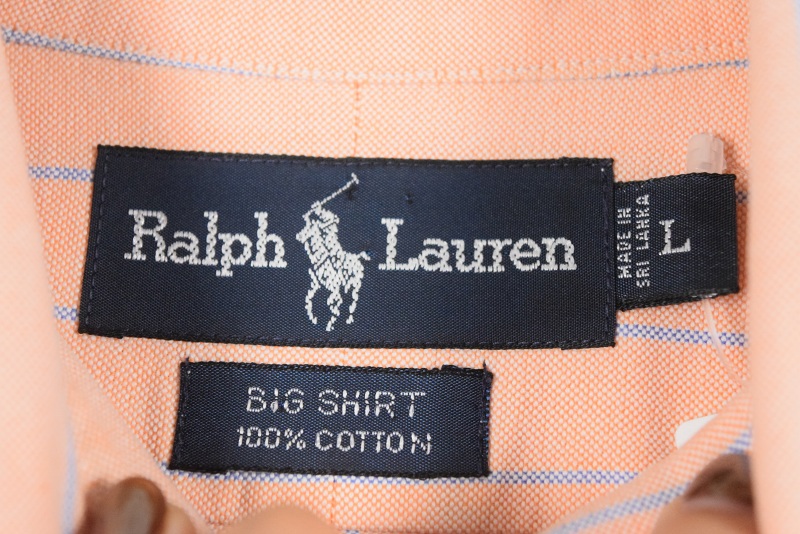 Ralph Lauren
MADE IN
SRI LANKA
L
BIG SHIRT
100% COTTON